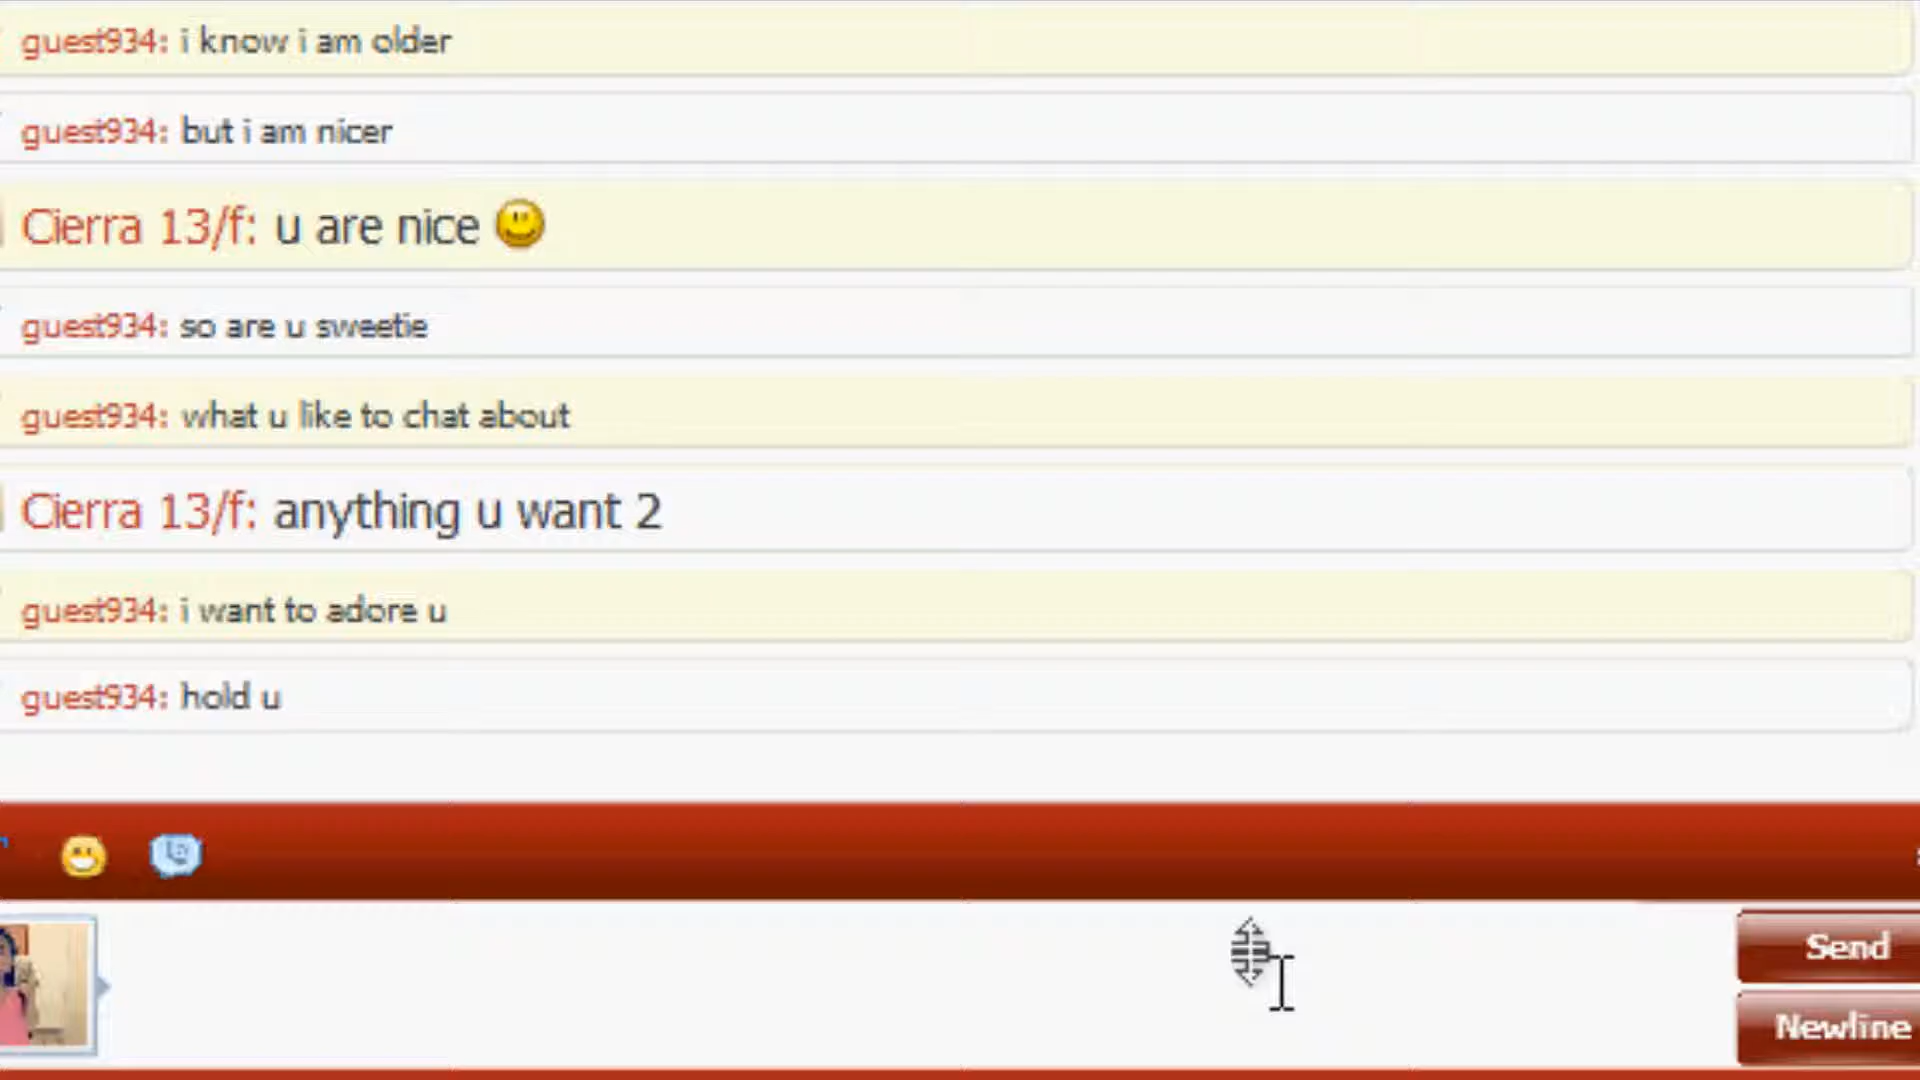 guest934: i know i am older
guest934: but i am nicer
Cierra 13/f: u are nice
guest934: so are u sweetie
guest934: what u like to chat about
Cierra 13/f: anything u want 2
guest934: i want to adore u
guest934: hold u
Send
Newline